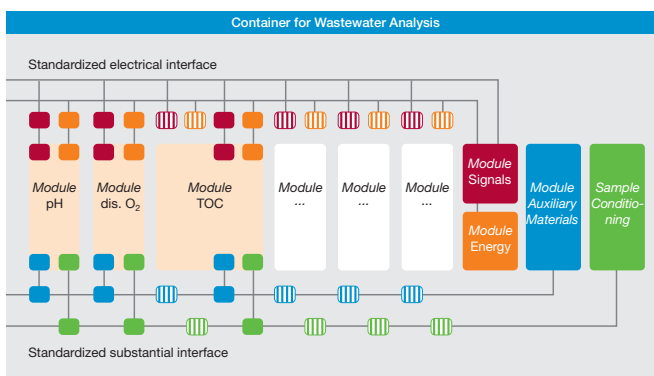 Container for Wastewater Analysis
Standardized electrical interface
Module
pH
Module
dis. O₂
Module
TOC
Module
...
Module
...
Module
...
Module
Signals
Module
Energy
Module
Auxiliary
Materials
Sample
Conditio-
ning
Standardized substantial interface